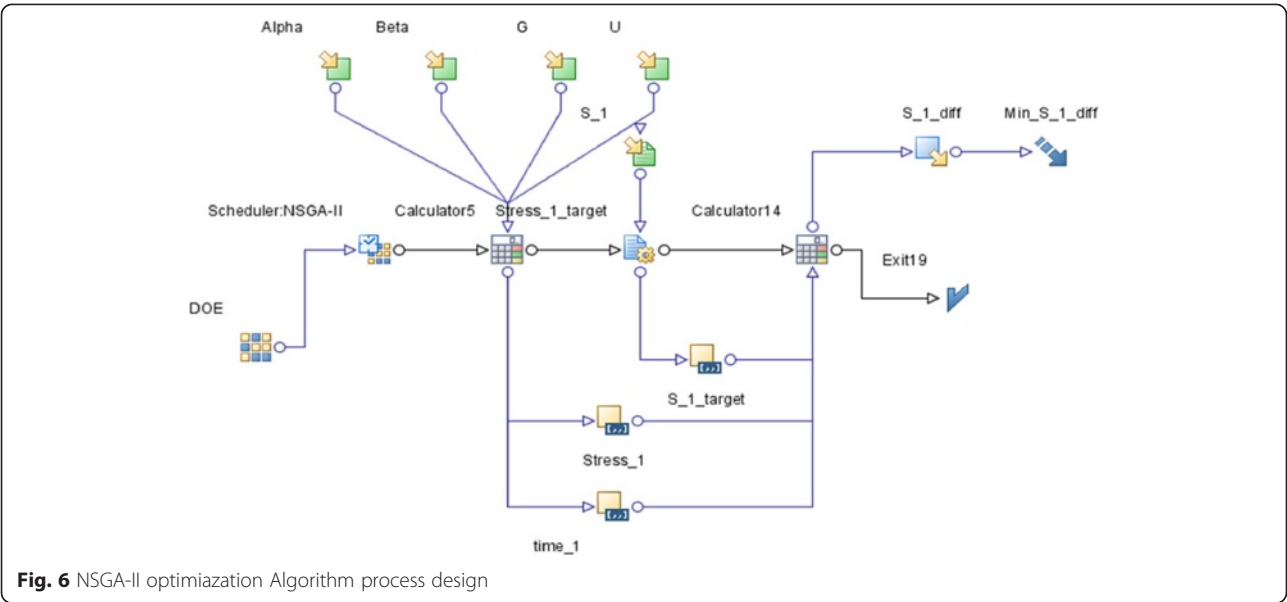 Alpha
Beta
G
U
S_1
S_1_diff
Min_S_1_diff
Scheduler:NSGA-II
Calculator5
Stress_1_target
Calculator14
Exit19
DOE
S_1_target
Stress_1
time_1
Fig. 6 NSGA-II optimiazation Algorithm process design